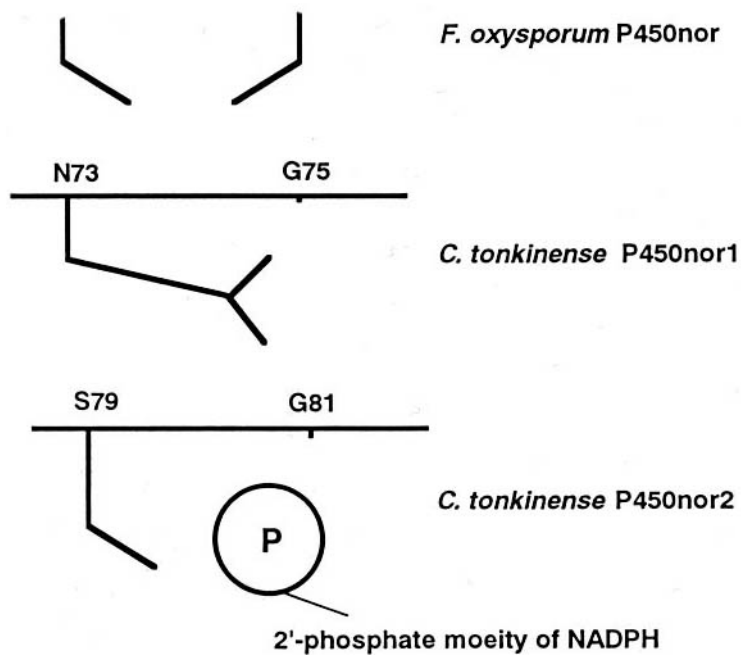 F. oxysporum P450nor
N73 G75
C. tonkinense P450nor1
S79 G81
C. tonkinense P450nor2
P
2'-phosphate moeity of NADPH